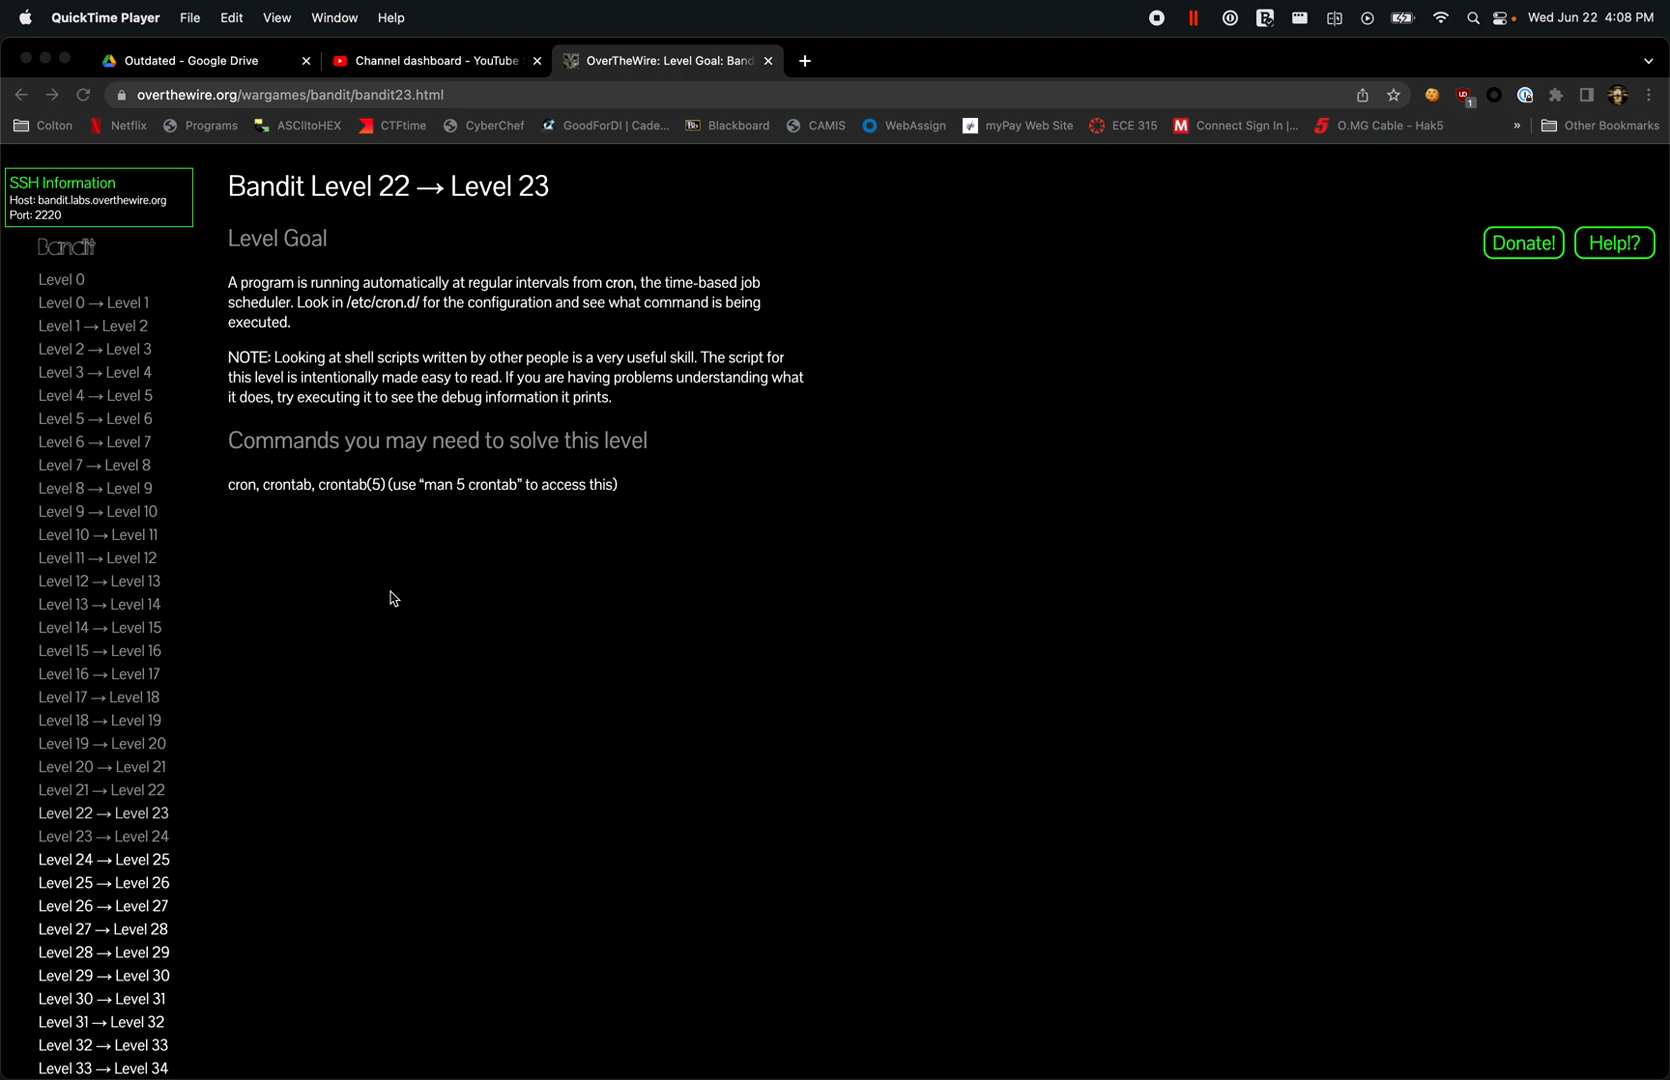 QuickTime Player File Edit View Window Help Wed Jun 22 4:08 PM
Outdated - Google Drive Channel dashboard - YouTube OverTheWire: Level Goal: Band
overthewire.org/wargames/bandit/bandit23.html
Colton Netflix Programs ASCIItoHEX CTFtime CyberChef GoodForDI | Cade... Blackboard CAMIS WebAssign myPay Web Site ECE 315 Connect Sign In |... O.MG Cable - Hak5 » Other Bookmarks
SSH Information
Host: bandit.labs.overthewire.org
Port: 2220
Bandit
Level 0
Level 0 → Level 1
Level 1 → Level 2
Level 2 → Level 3
Level 3 → Level 4
Level 4 → Level 5
Level 5 → Level 6
Level 6 → Level 7
Level 7 → Level 8
Level 8 → Level 9
Level 9 → Level 10
Level 10 → Level 11
Level 11 → Level 12
Level 12 → Level 13
Level 13 → Level 14
Level 14 → Level 15
Level 15 → Level 16
Level 16 → Level 17
Level 17 → Level 18
Level 18 → Level 19
Level 19 → Level 20
Level 20 → Level 21
Level 21 → Level 22
Level 22 → Level 23
Level 23 → Level 24
Level 24 → Level 25
Level 25 → Level 26
Level 26 → Level 27
Level 27 → Level 28
Level 28 → Level 29
Level 29 → Level 30
Level 30 → Level 31
Level 31 → Level 32
Level 32 → Level 33
Level 33 → Level 34
Bandit Level 22 → Level 23
Level Goal
A program is running automatically at regular intervals from cron, the time-based job
scheduler. Look in /etc/cron.d/ for the configuration and see what command is being
executed.
NOTE: Looking at shell scripts written by other people is a very useful skill. The script for
this level is intentionally made easy to read. If you are having problems understanding what
it does, try executing it to see the debug information it prints.
Commands you may need to solve this level
cron, crontab, crontab(5) (use “man 5 crontab” to access this)
Donate! Help!?